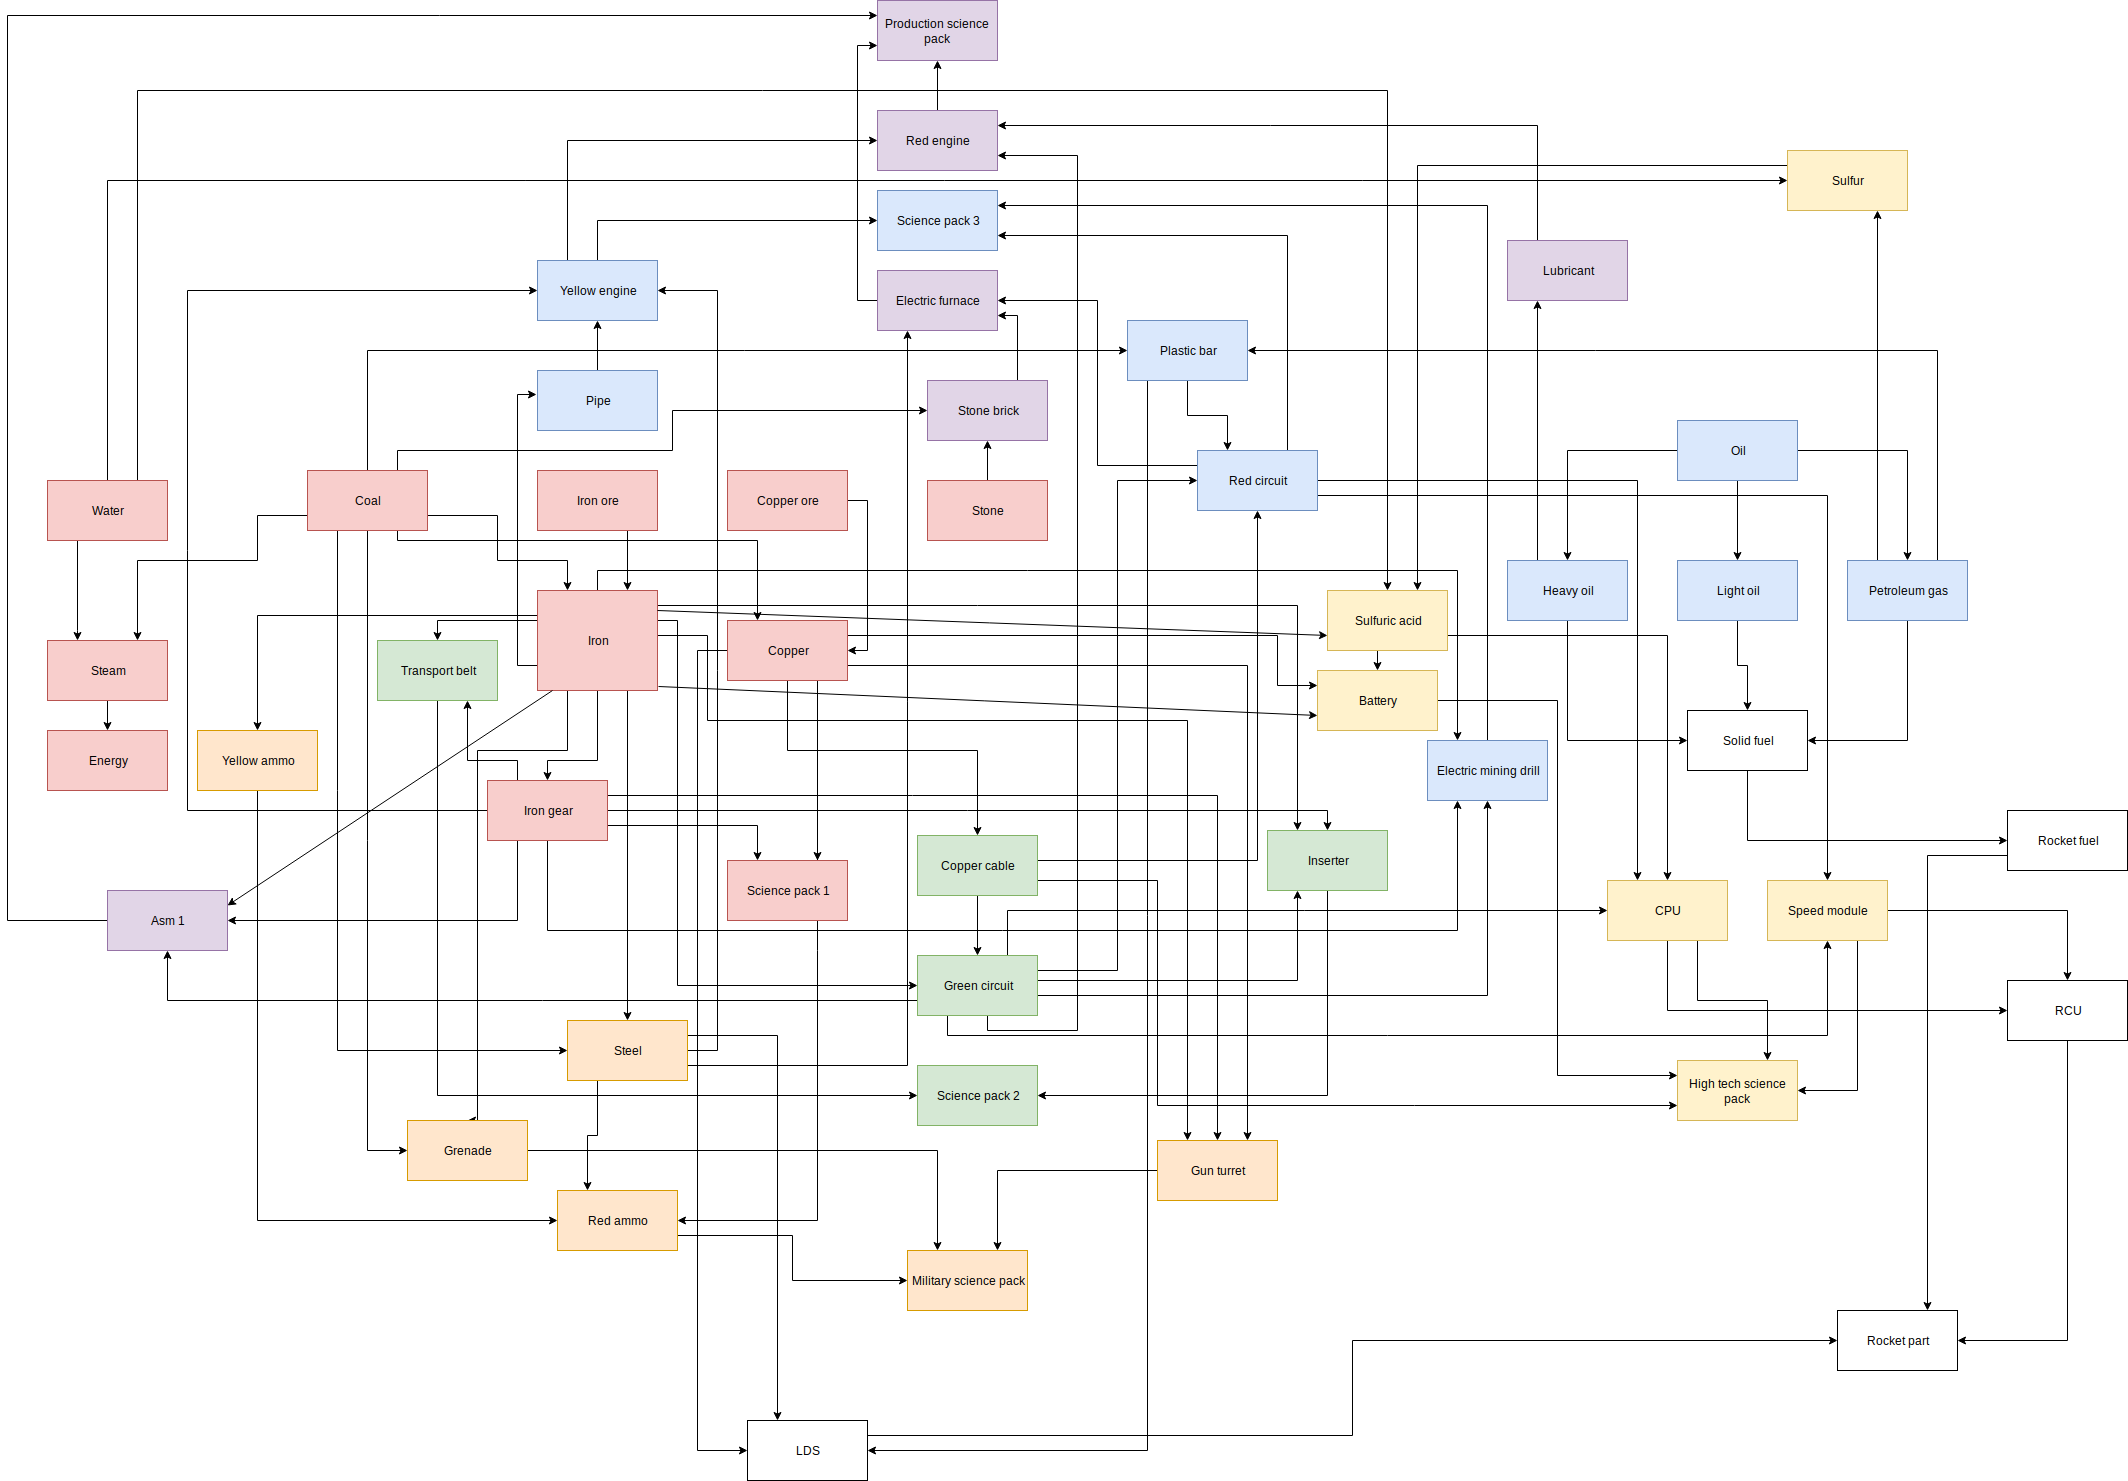 Production science
pack
Red engine
Sulfur
Science pack 3
Lubricant
Yellow engine
Electric furnace
Plastic bar
Pipe
Stone brick
Oil
Red circuit
Coal
Iron ore
Copper ore
Water
Stone
Heavy oil
Light oil
Petroleum gas
Sulfuric acid
Iron
Copper
Steam
Transport belt
Battery
Solid fuel
Energy
Yellow ammo
Electric mining drill
Iron gear
Rocket fuel
Copper cable
Inserter
Science pack 1
CPU
Speed module
Asm 1
Green circuit
RCU
Steel
High tech science
pack
Science pack 2
Grenade
Gun turret
Red ammo
Military science pack
Rocket part
LDS